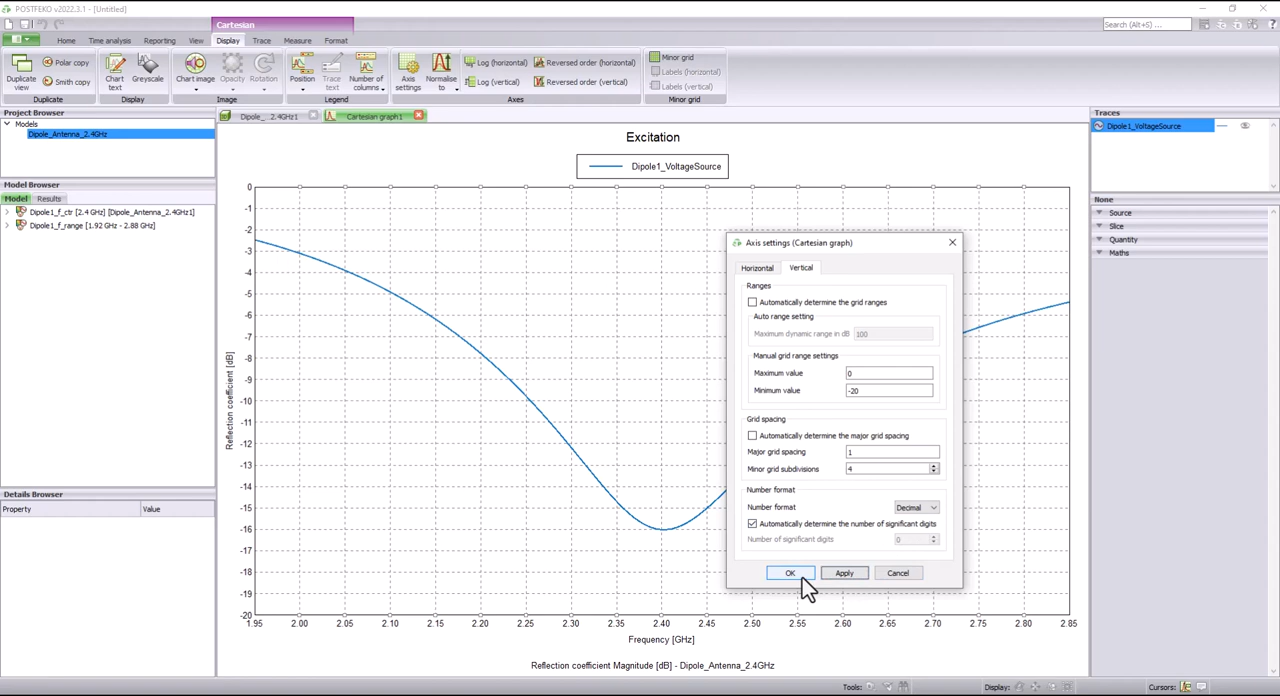 POSTFEKO v2022.3.1 - [Untitled]
Cartesian
Search (Alt+S) ...
Home Time analysis Reporting View Display Trace Measure Format
Duplicate view
Polar copy
Smith copy
Duplicate
Chart text
Greyscale
Display
Chart image
Opacity
Rotation
Image
Position
Trace text
Number of columns
Legend
Axis settings
Normalise to
Log (horizontal)
Log (vertical)
Reversed order (horizontal)
Reversed order (vertical)
Axes
Minor grid
Labels (horizontal)
Labels (vertical)
Minor grid
Project Browser
Models
Dipole_Antenna_2.4GHz
Model Browser
Model Results
Dipole1_f_ctr [2.4 GHz] [Dipole_Antenna_2.4GHz1]
Dipole1_f_range [1.92 GHz - 2.88 GHz]
Details Browser
Property Value
Dipole_...2.4GHz1
Cartesian graph1
Excitation
Dipole1_VoltageSource
0
-1
-2
-3
-4
-5
-6
-7
-8
-9
-10
-11
-12
-13
-14
-15
-16
-17
-18
-19
-20
Reflection coefficient [dB]
1.95 2.00 2.05 2.10 2.15 2.20 2.25 2.30 2.35 2.40 2.45 2.50 2.55 2.60 2.65 2.70 2.75 2.80 2.85
Frequency [GHz]
Reflection coefficient Magnitude [dB] - Dipole_Antenna_2.4GHz
Axis settings (Cartesian graph)
Horizontal Vertical
Ranges
Automatically determine the grid ranges
Auto range setting
Maximum dynamic range in dB 100
Manual grid range settings
Maximum value 0
Minimum value -20
Grid spacing
Automatically determine the major grid spacing
Major grid spacing 1
Minor grid subdivisions 4
Number format
Number format Decimal
Automatically determine the number of significant digits
Number of significant digits 0
OK Apply Cancel
Traces
Dipole1_VoltageSource
None
Source
Slice
Quantity
Maths
Tools: Display: Cursors: